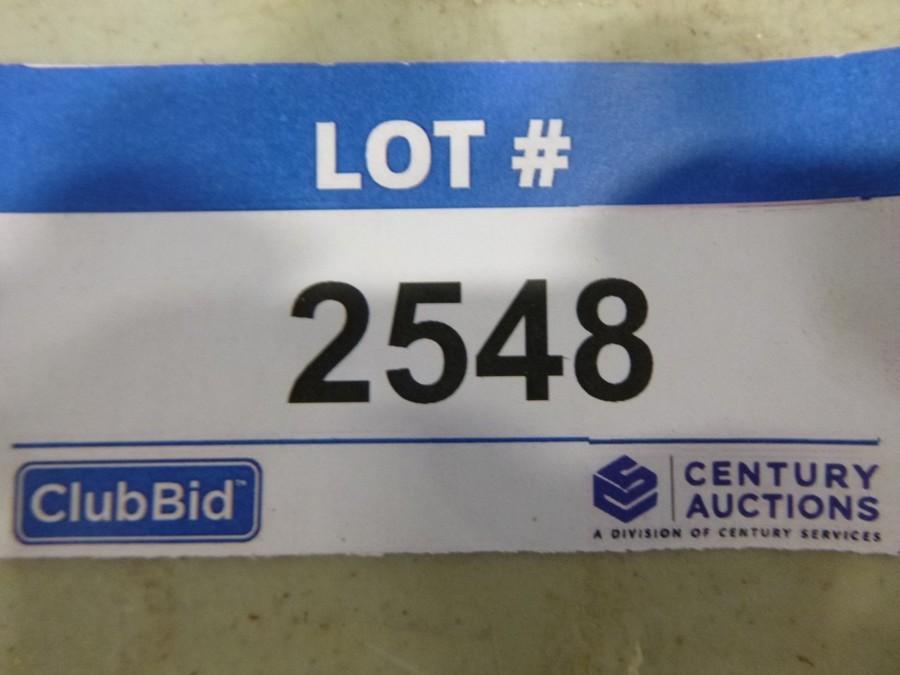 LOT #
2548
ClubBid™
CENTURY
AUCTIONS
A DIVISION OF CENTURY SERVICES